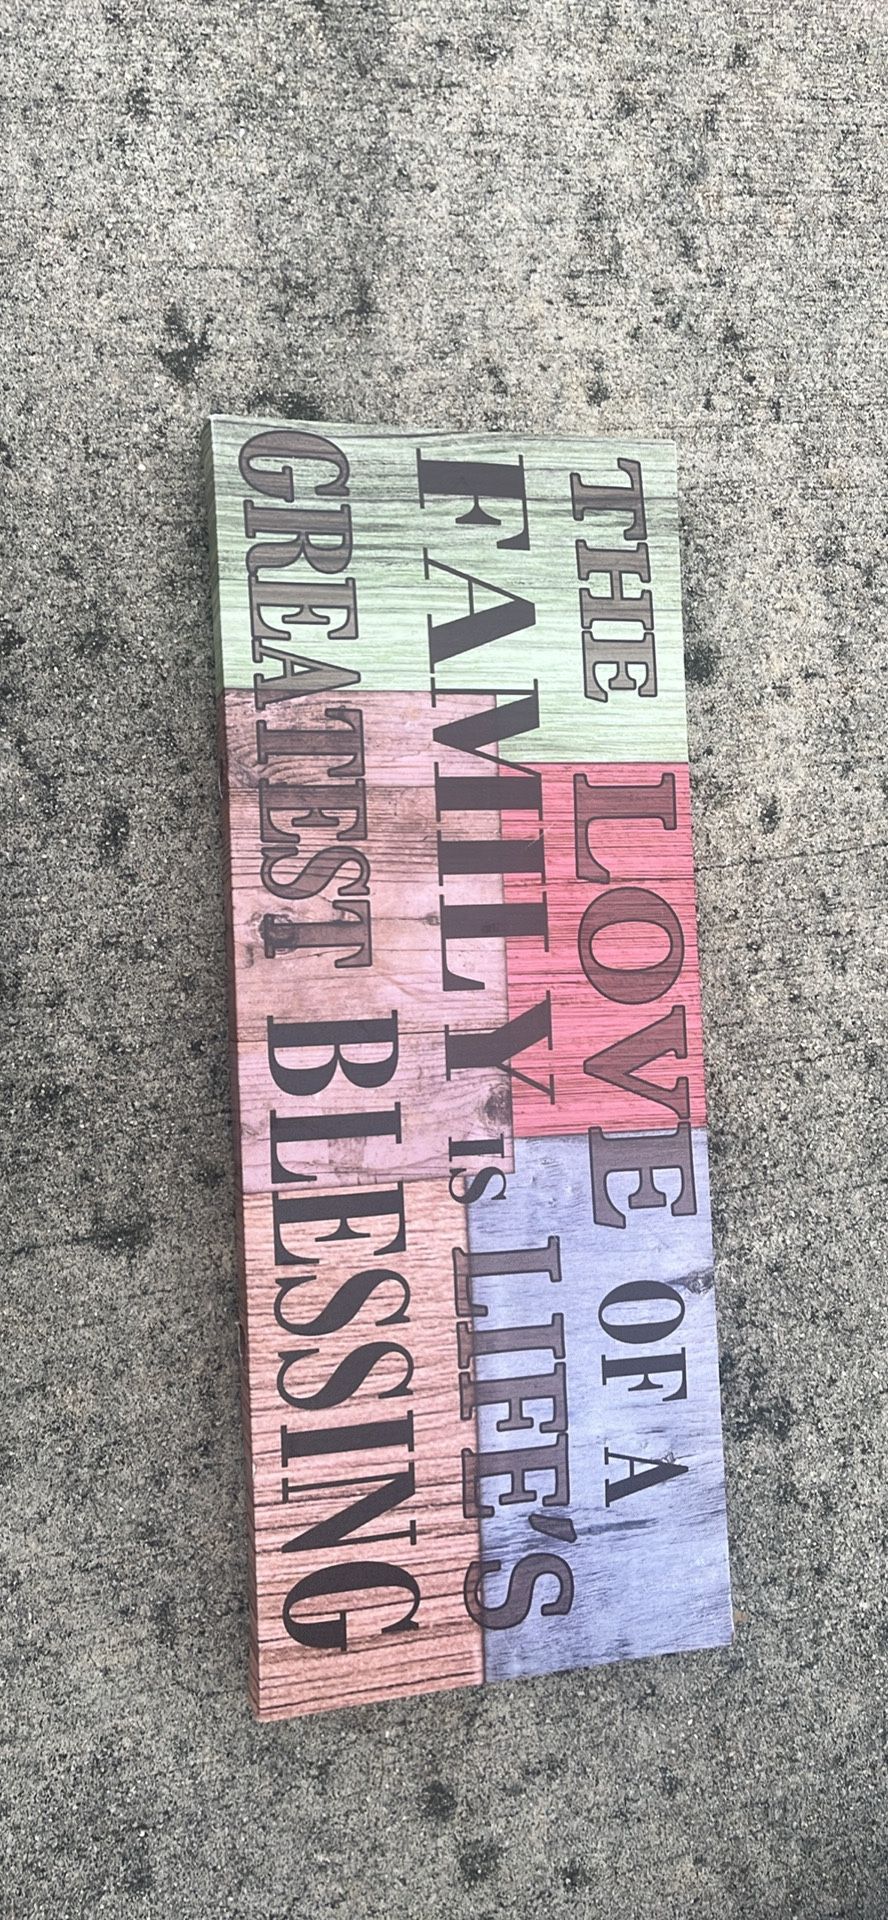 THE LOVE OF A
FAMILY IS LIFE'S
GREATEST BLESSING